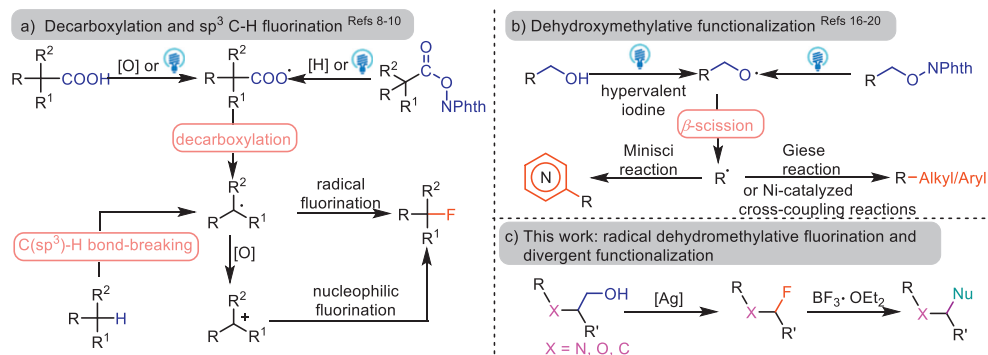 a) Decarboxylation and sp³ C-H fluorination Refs 8-10
R² R COOH R¹
[O] or
R² R COO· R¹
[H] or
R² R R¹ O O NPhth
decarboxylation
R² R · R¹
radical
fluorination
R² R F R¹
C(sp³)-H bond-breaking
[O]
R² R H R¹
R² R + R¹
nucleophilic
fluorination
b) Dehydroxymethylative functionalization Refs 16-20
R OH
hypervalent
iodine
R O·
R O NPhth
β-scission
N R
Minisci
reaction
R·
Giese
reaction
or Ni-catalyzed
cross-coupling reactions
R–Alkyl/Aryl
c) This work: radical dehydromethylative fluorination and
divergent functionalization
R X OH R'
[Ag]
R X F R'
BF₃· OEt₂
R X Nu R'
X = N, O, C